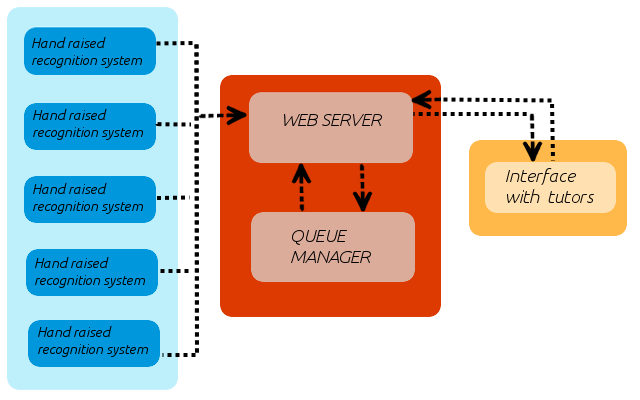 Hand raised
recognition system
Hand raised
recognition system
Hand raised
recognition system
Hand raised
recognition system
Hand raised
recognition system
WEB SERVER
QUEUE
MANAGER
Interface
with tutors